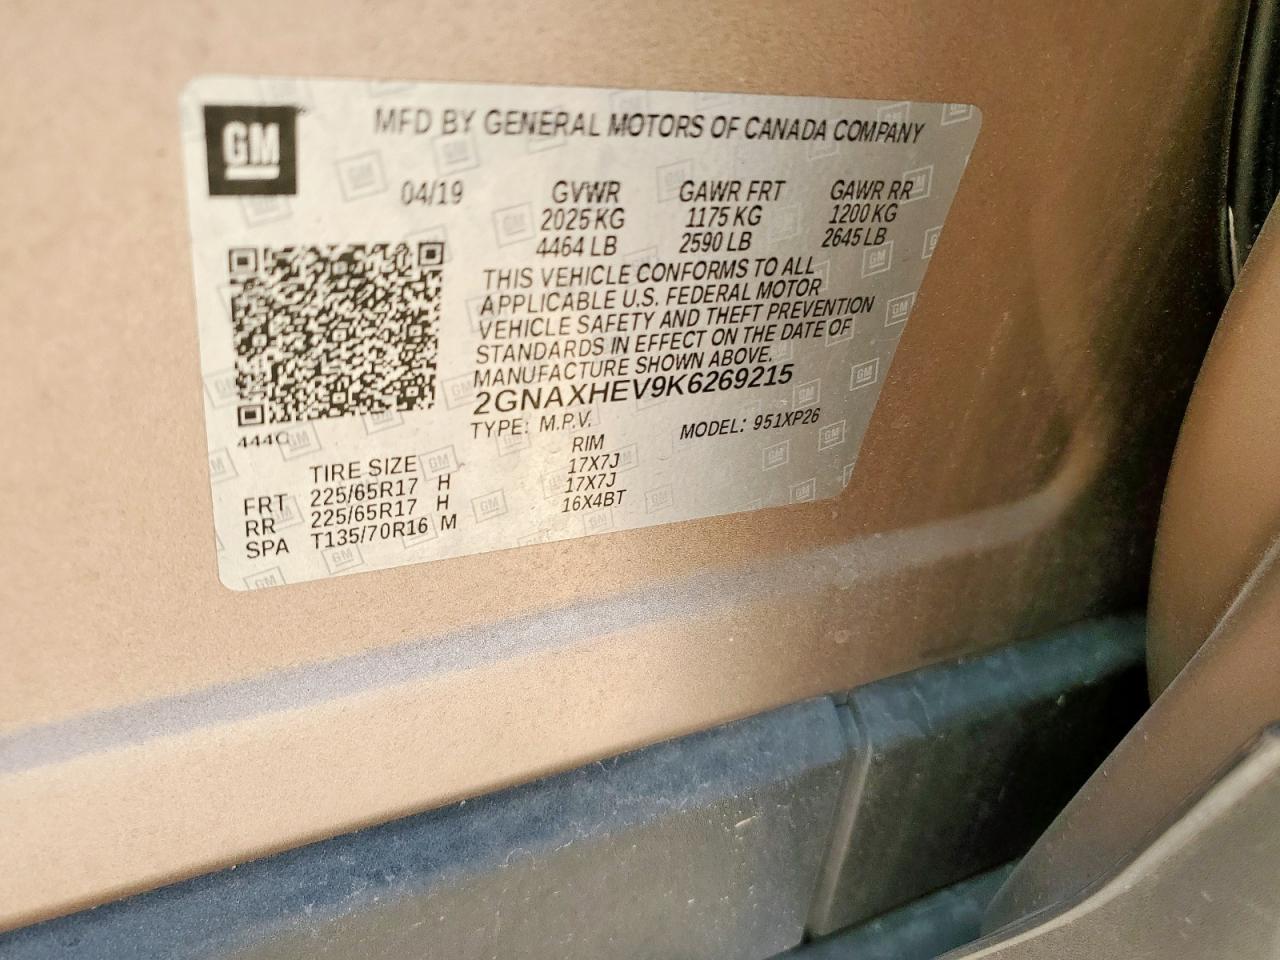 GM
MFD BY GENERAL MOTORS OF CANADA COMPANY
04/19 GVWR GAWR FRT GAWR RR
2025 KG 1175 KG 1200 KG
4464 LB 2590 LB 2645 LB
THIS VEHICLE CONFORMS TO ALL
APPLICABLE U.S. FEDERAL MOTOR
VEHICLE SAFETY AND THEFT PREVENTION
STANDARDS IN EFFECT ON THE DATE OF
MANUFACTURE SHOWN ABOVE.
2GNAXHEV9K6269215
TYPE: M.P.V. MODEL: 951XP26
444C
TIRE SIZE RIM
FRT 225/65R17 H 17X7J
RR 225/65R17 H 17X7J
SPA T135/70R16 M 16X4BT